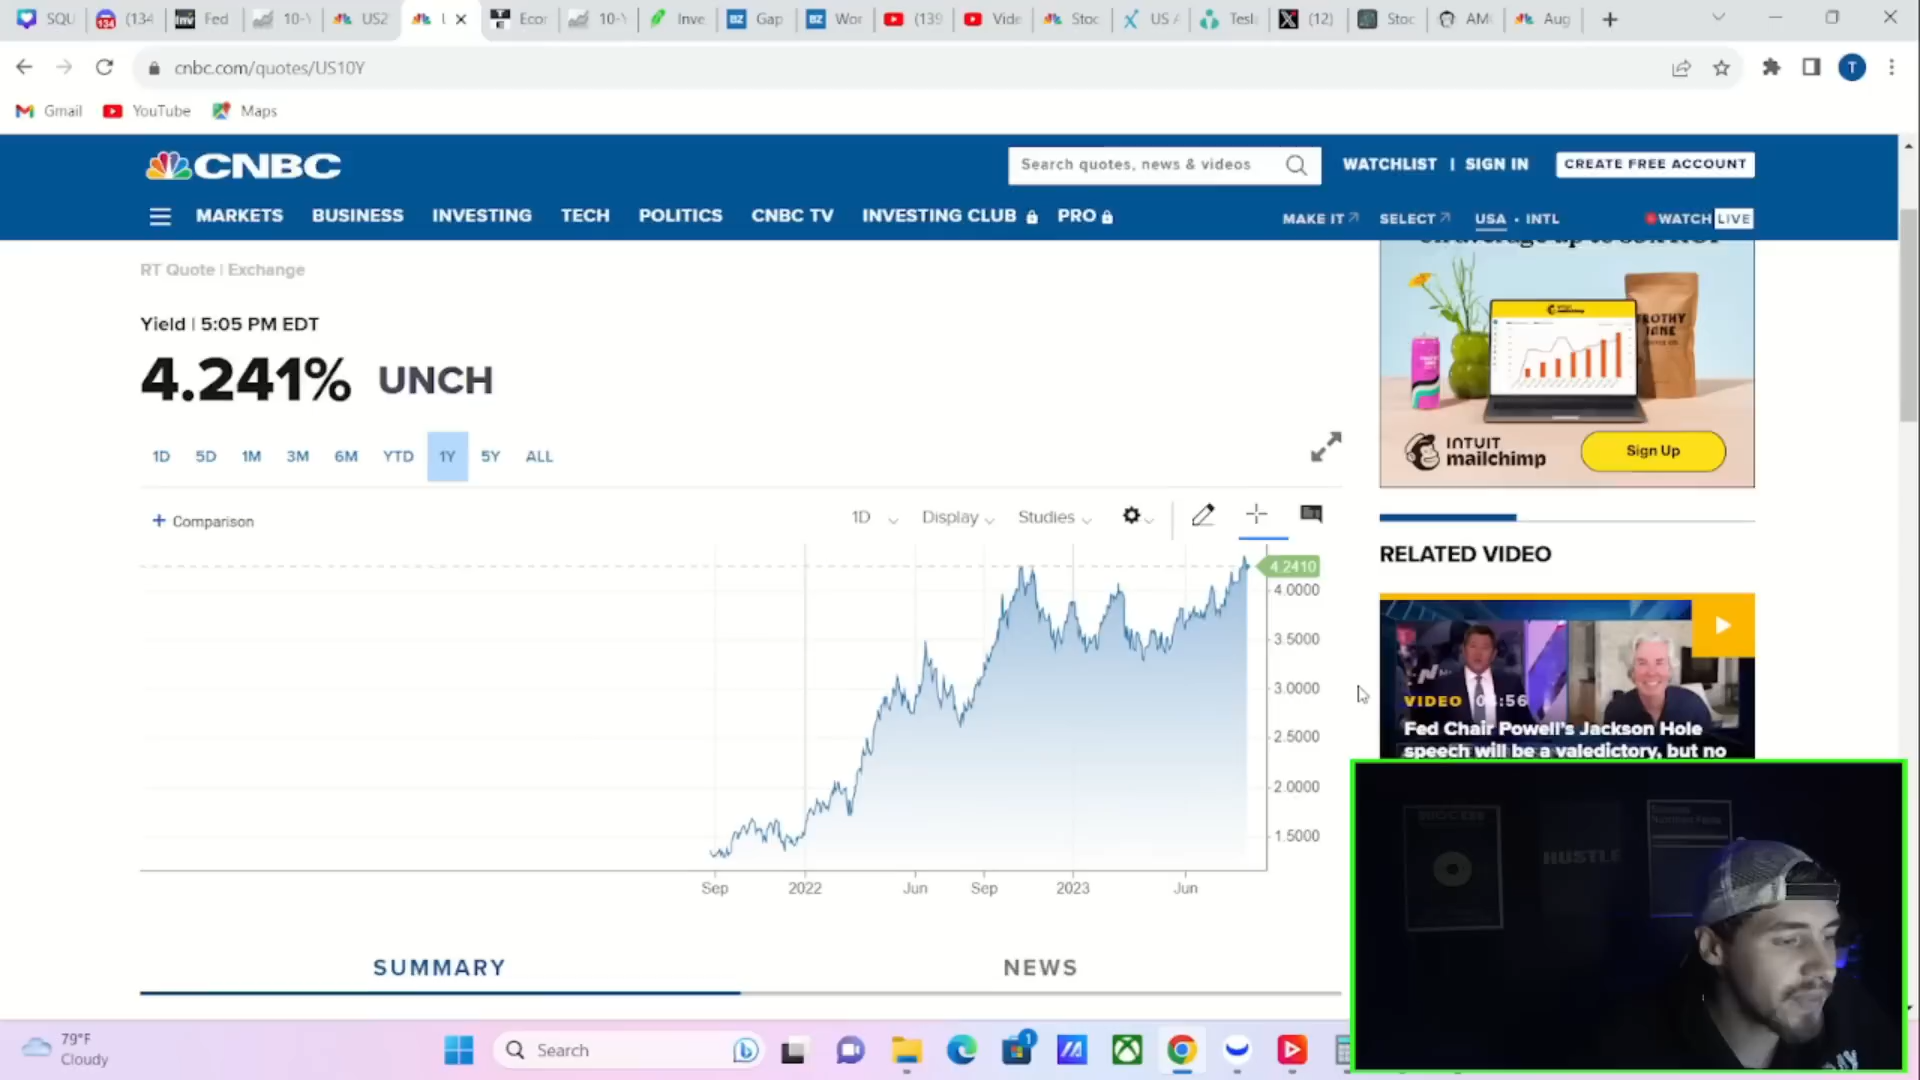 SQU
(134
Fed
10-Y
US2
Ecor
10-Y
Inve
Gap
Wor
(139
Vide
Stoc
US A
Tesl
(12)
Stoc
AM
Aug
cnbc.com/quotes/US10Y
T
Gmail
YouTube
Maps
CNBC
Search quotes, news & videos
WATCHLIST | SIGN IN
CREATE FREE ACCOUNT
MARKETS BUSINESS INVESTING TECH POLITICS CNBC TV INVESTING CLUB PRO
MAKE IT SELECT USA • INTL WATCH LIVE
RT Quote | Exchange
Yield | 5:05 PM EDT
4.241% UNCH
1D 5D 1M 3M 6M YTD 1Y 5Y ALL
+ Comparison
1D Display Studies
4.2410
4.0000
3.5000
3.0000
2.5000
2.0000
1.5000
Sep 2022 Jun Sep 2023 Jun
SUMMARY NEWS
INTUIT
mailchimp
Sign Up
RELATED VIDEO
VIDEO
Fed Chair Powell's Jackson Hole
speech will be a valedictory, but no
HUSTLE
79°F
Cloudy
Search
1